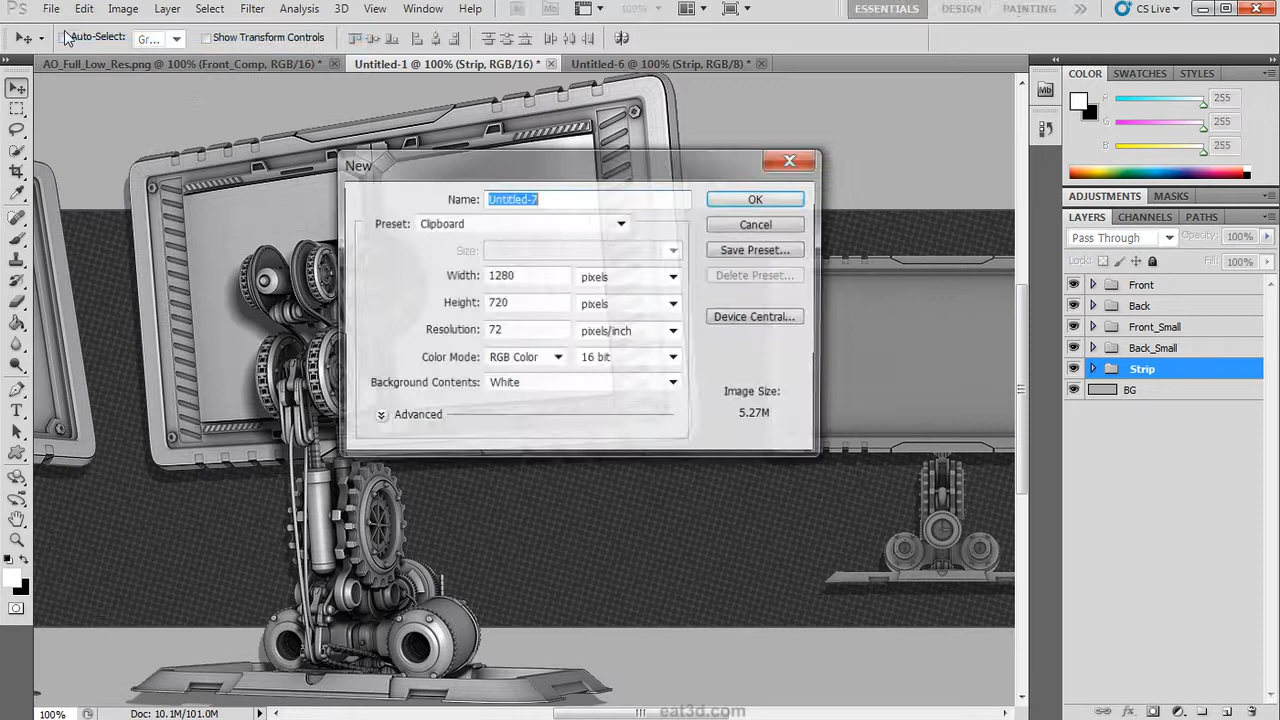 Ps File Edit Image Layer Select Filter Analysis 3D View Window Help 100% ESSENTIALS DESIGN PAINTING CS Live
Auto-Select: Gr... Show Transform Controls
AO_Full_Low_Res.png @ 100% (Front_Comp, RGB/16) * Untitled-1 @ 100% (Strip, RGB/16) * Untitled-6 @ 100% (Strip, RGB/8) *
COLOR SWATCHES STYLES
255
255
255
New
Name: Untitled-7
OK
Preset: Clipboard
Cancel
Size:
Save Preset...
Width: 1280 pixels
Delete Preset...
Height: 720 pixels
Device Central...
Resolution: 72 pixels/inch
Color Mode: RGB Color 16 bit
Background Contents: White
Image Size:
5.27M
Advanced
ADJUSTMENTS MASKS
LAYERS CHANNELS PATHS
Pass Through Opacity: 100%
Lock: Fill: 100%
Front
Back
Front_Small
Back_Small
Strip
BG
Mb
100% Doc: 10.1M/101.0M
eat3d.com